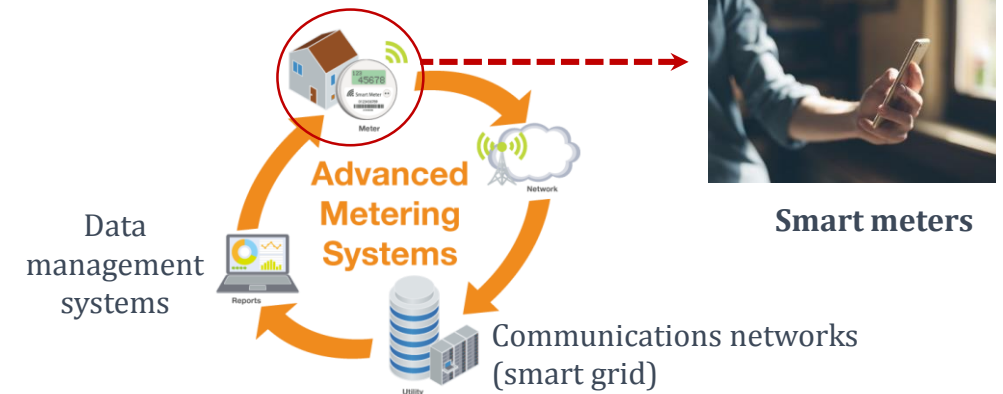 123
45678
Smart Meter
Meter
Advanced
Metering
Systems
Network
Smart meters
Data
management
systems
Reports
Communications networks
(smart grid)
Utility